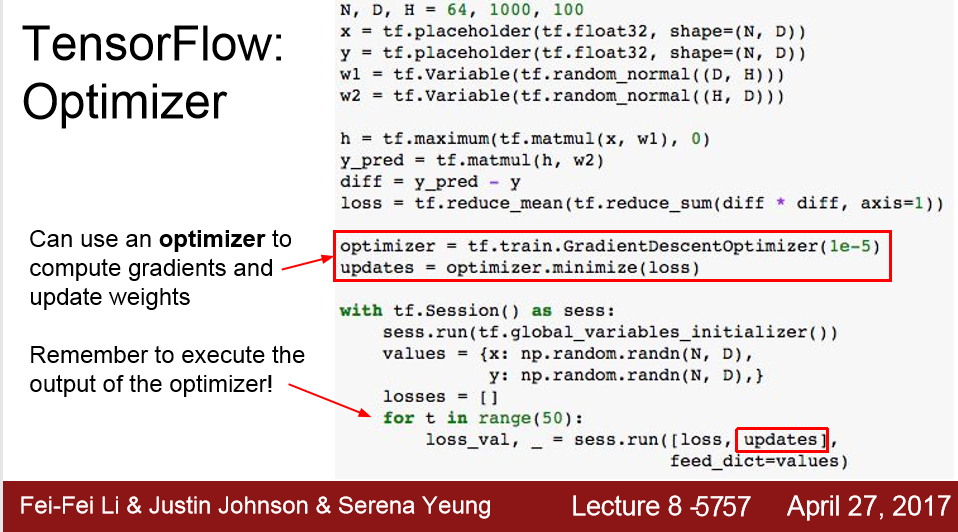 TensorFlow:
Optimizer
Can use an optimizer to
compute gradients and
update weights
Remember to execute the
output of the optimizer!
N, D, H = 64, 1000, 100
x = tf.placeholder(tf.float32, shape=(N, D))
y = tf.placeholder(tf.float32, shape=(N, D))
w1 = tf.Variable(tf.random_normal((D, H)))
w2 = tf.Variable(tf.random_normal((H, D)))
h = tf.maximum(tf.matmul(x, w1), 0)
y_pred = tf.matmul(h, w2)
diff = y_pred - y
loss = tf.reduce_mean(tf.reduce_sum(diff * diff, axis=1))
optimizer = tf.train.GradientDescentOptimizer(1e-5)
updates = optimizer.minimize(loss)
with tf.Session() as sess:
    sess.run(tf.global_variables_initializer())
    values = {x: np.random.randn(N, D),
              y: np.random.randn(N, D),}
    losses = []
    for t in range(50):
        loss_val, _ = sess.run([loss, updates],
                               feed_dict=values)
Fei-Fei Li & Justin Johnson & Serena Yeung
Lecture 8 -5757
April 27, 2017